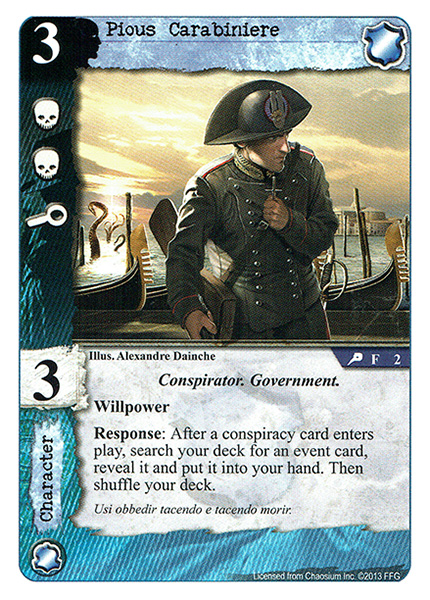 3
Pious Carabiniere
Illus. Alexandre Dainche
F 2
3
Conspirator. Government.
Willpower
Response: After a conspiracy card enters
play, search your deck for an event card,
reveal it and put it into your hand. Then
shuffle your deck.
Usi obbedir tacendo e tacendo morir.
Character
Licensed from Chaosium Inc. ©2013 FFG